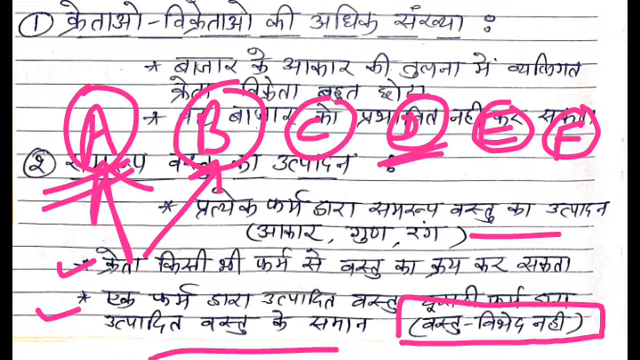 ① क्रेताओ-विक्रेताओ की अधिक संख्या :
* बाजार के आकार की तुलना में व्यक्तिगत
क्रेता विक्रेता बहुत छोटा
* बाजार को प्रभावित नही कर सकता
A B C D E F
② समरूप वस्तु का उत्पादन :
* प्रत्येक फर्म द्वारा समरूप वस्तु का उत्पादन
(आकार, गुण, रंग)
* क्रेता किसी भी फर्म से वस्तु का क्रय कर सकता
* एक फर्म द्वारा उत्पादित वस्तु दूसरी फर्म द्वारा
उत्पादित वस्तु के समान (वस्तु-विभेद नही)